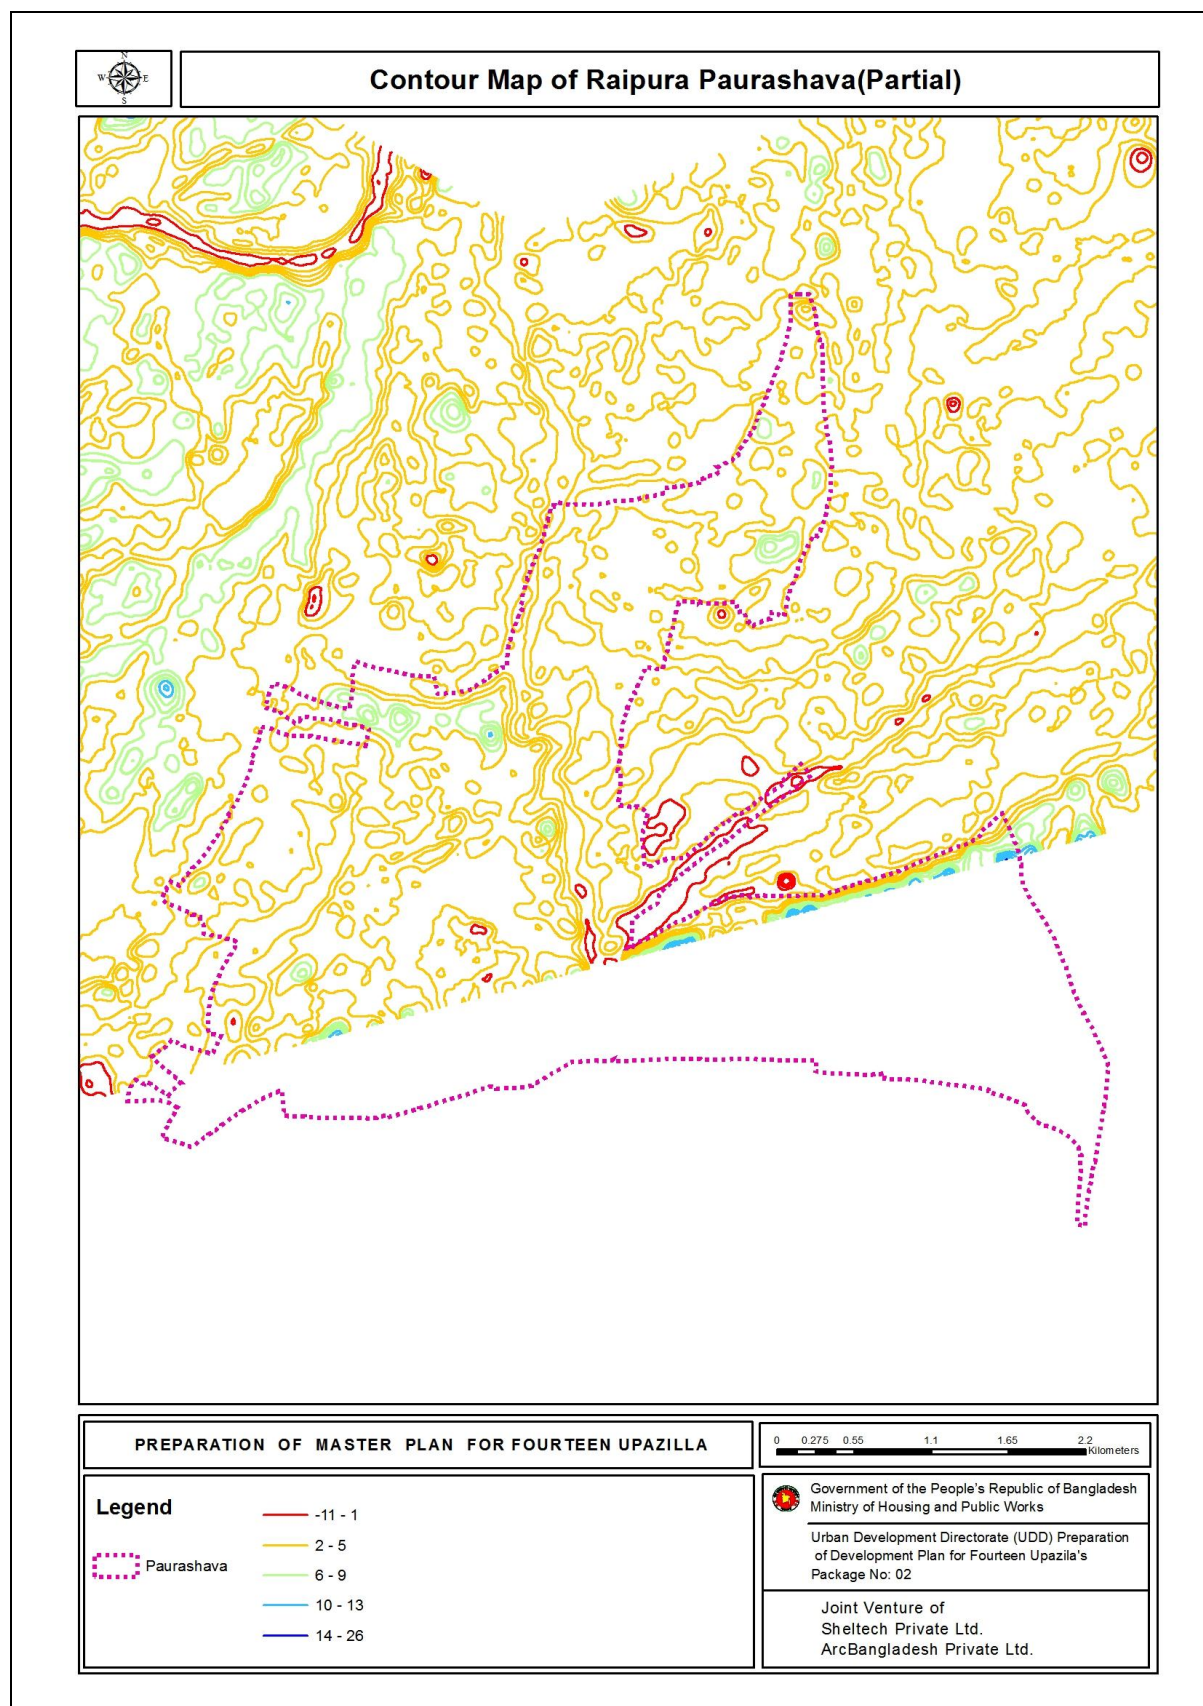 N
W E
S
Contour Map of Raipura Paurashava(Partial)
PREPARATION OF MASTER PLAN FOR FOURTEEN UPAZILLA
0 0.275 0.55 1.1 1.65 2.2
Kilometers
Legend
Paurashava
-11 - 1
2 - 5
6 - 9
10 - 13
14 - 26
Government of the People's Republic of Bangladesh
Ministry of Housing and Public Works
Urban Development Directorate (UDD) Preparation
of Development Plan for Fourteen Upazila's
Package No: 02
Joint Venture of
Sheltech Private Ltd.
ArcBangladesh Private Ltd.